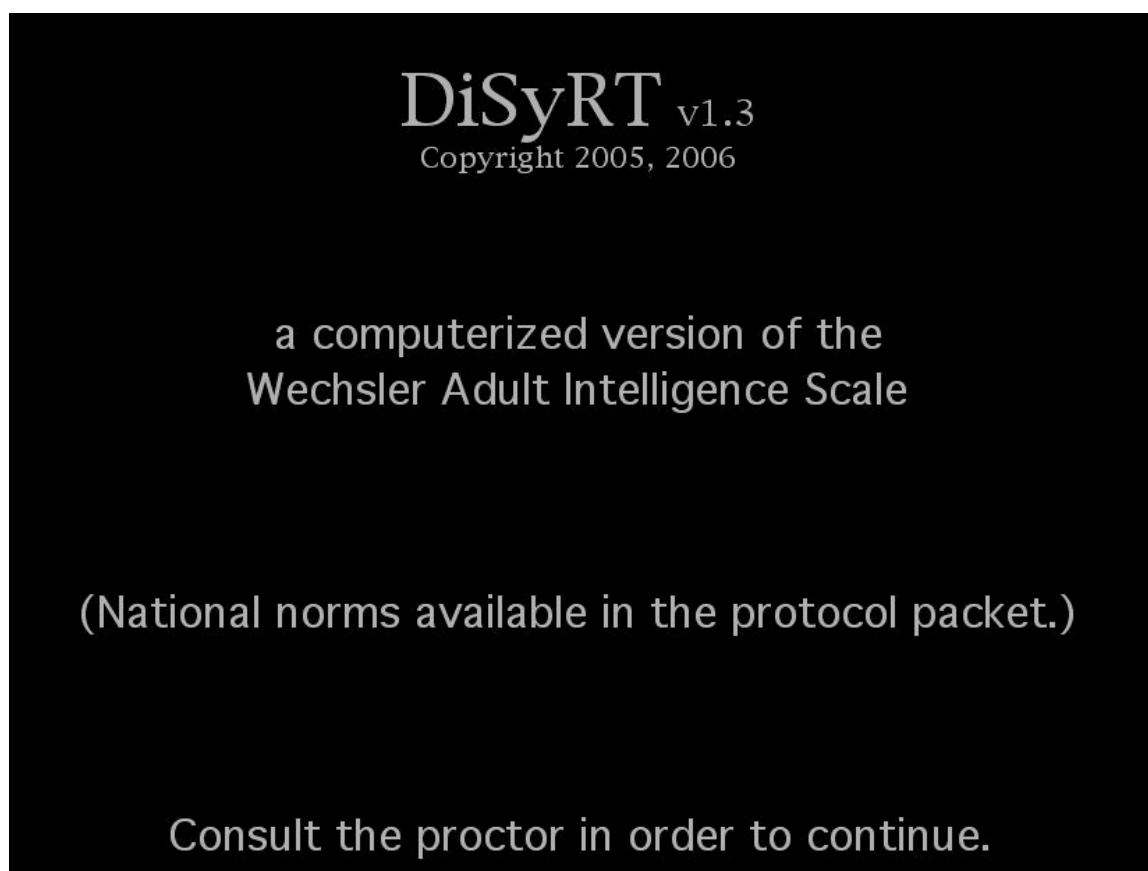 DiSyRT v1.3
Copyright 2005, 2006
a computerized version of the
Wechsler Adult Intelligence Scale
(National norms available in the protocol packet.)
Consult the proctor in order to continue.